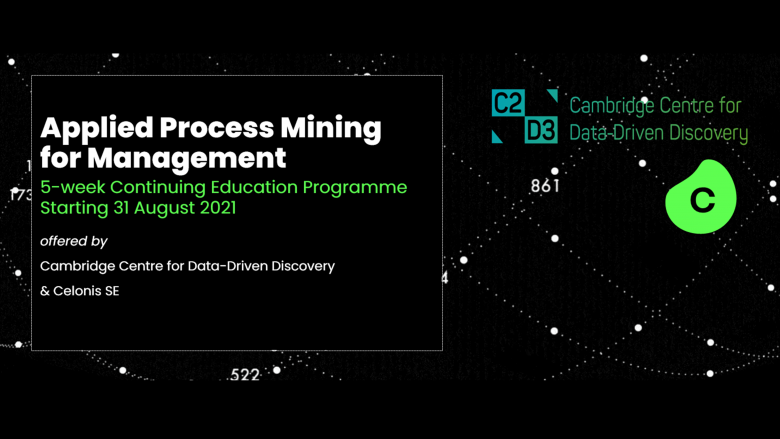 Applied Process Mining
for Management
5-week Continuing Education Programme
Starting 31 August 2021
offered by
Cambridge Centre for Data-Driven Discovery
& Celonis SE
C2
D3
Cambridge Centre for
Data-Driven Discovery
C
861
173
522